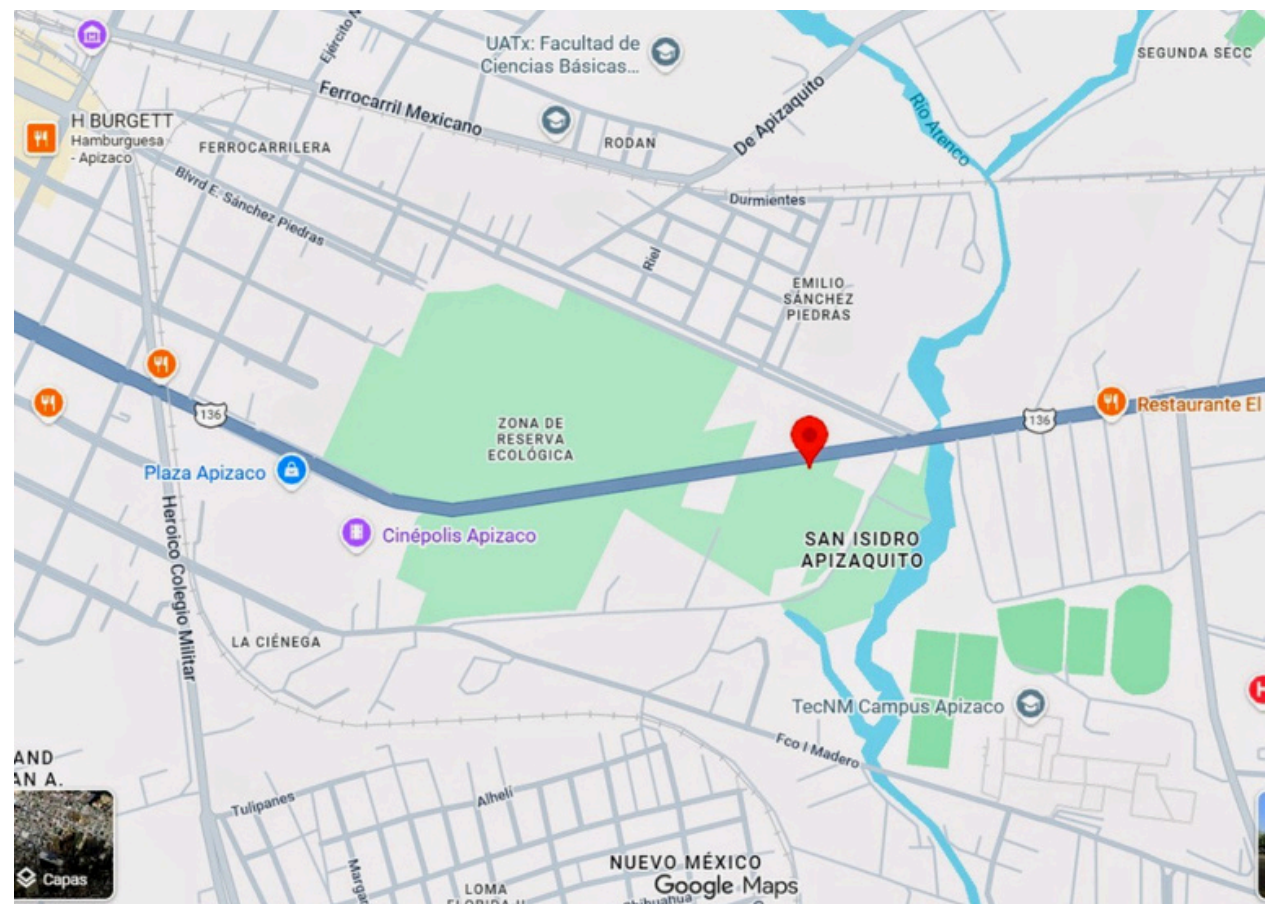 UATx: Facultad de
Ciencias Básicas...
SEGUNDA SECC
Ferrocarril Mexicano
De Apizaquito
Río Atenco
H BURGETT
Hamburguesa
- Apizaco
FERROCARRILERA
RODAN
Blvrd E. Sánchez Piedras
Durmientes
Riel
EMILIO
SÁNCHEZ
PIEDRAS
136
ZONA DE
RESERVA
ECOLÓGICA
136
Restaurante El
Plaza Apizaco
Cinépolis Apizaco
Heroico Colegio Militar
SAN ISIDRO
APIZAQUITO
LA CIÉNEGA
TecNM Campus Apizaco
Fco I Madero
Tulipanes
Alhelí
NUEVO MÉXICO
Google Maps
LOMA
Capas